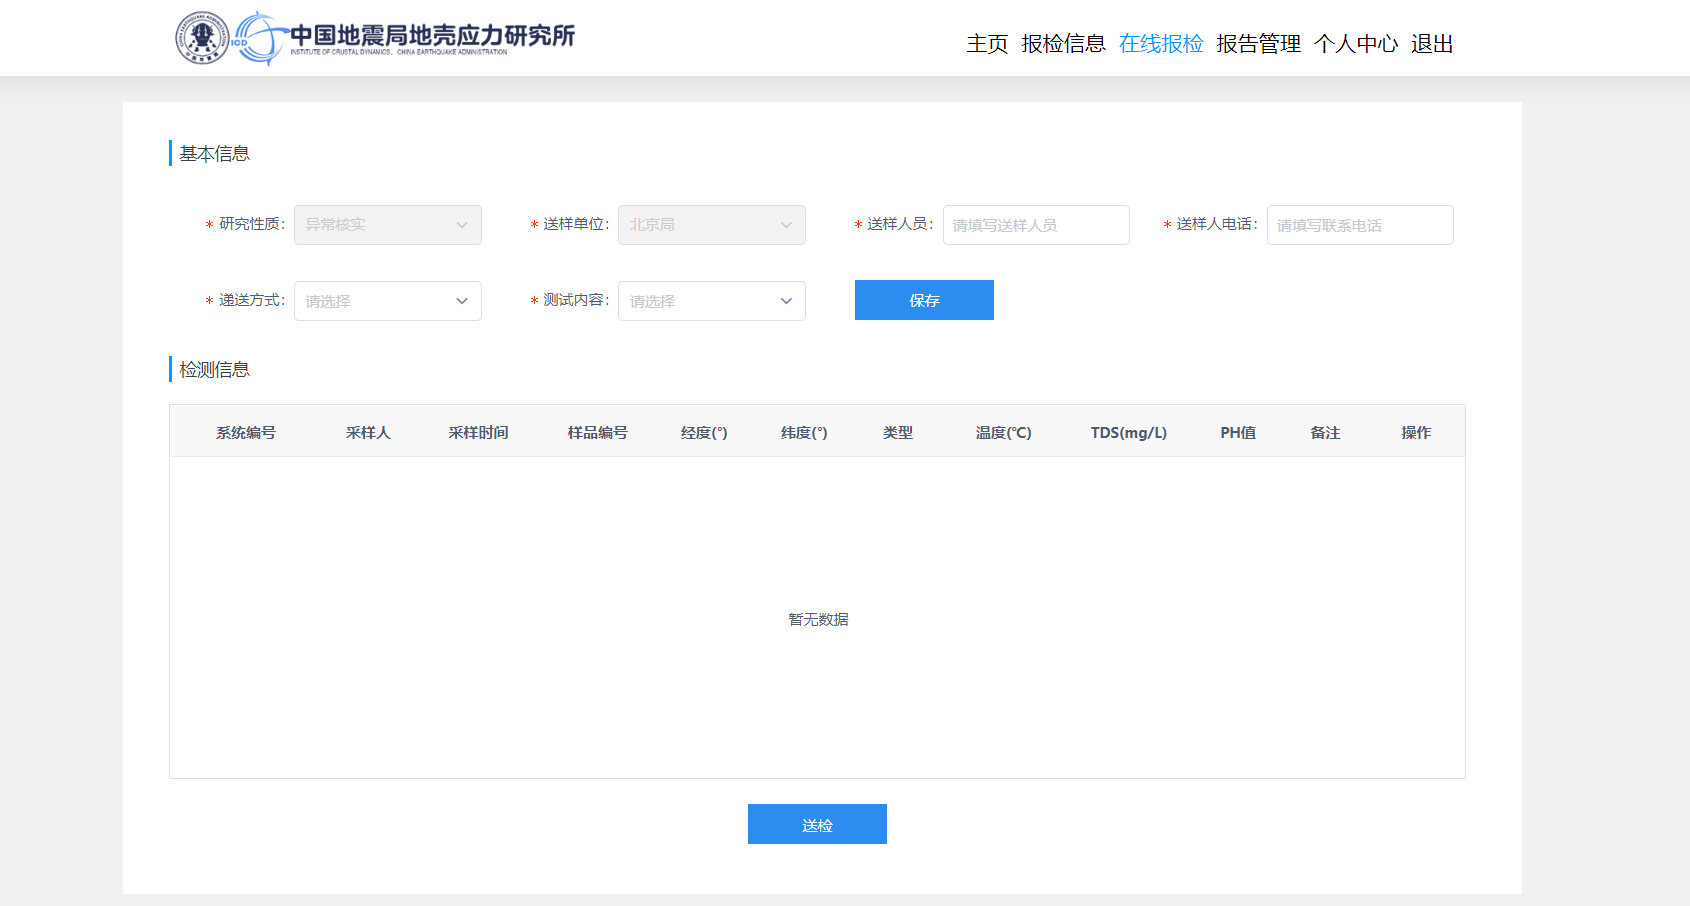 中国地震局地壳应力研究所
ICD
INSTITUTE OF CRUSTAL DYNAMICS, CHINA EARTHQUAKE ADMINISTRATION
主页 报检信息 在线报检 报告管理 个人中心 退出
基本信息
* 研究性质: 异常核实 * 送样单位: 北京局 * 送样人员: 请填写送样人员 * 送样人电话: 请填写联系电话
* 递送方式: 请选择 * 测试内容: 请选择 保存
检测信息
系统编号 采样人 采样时间 样品编号 经度(°) 纬度(°) 类型 温度(℃) TDS(mg/L) PH值 备注 操作
暂无数据
送检